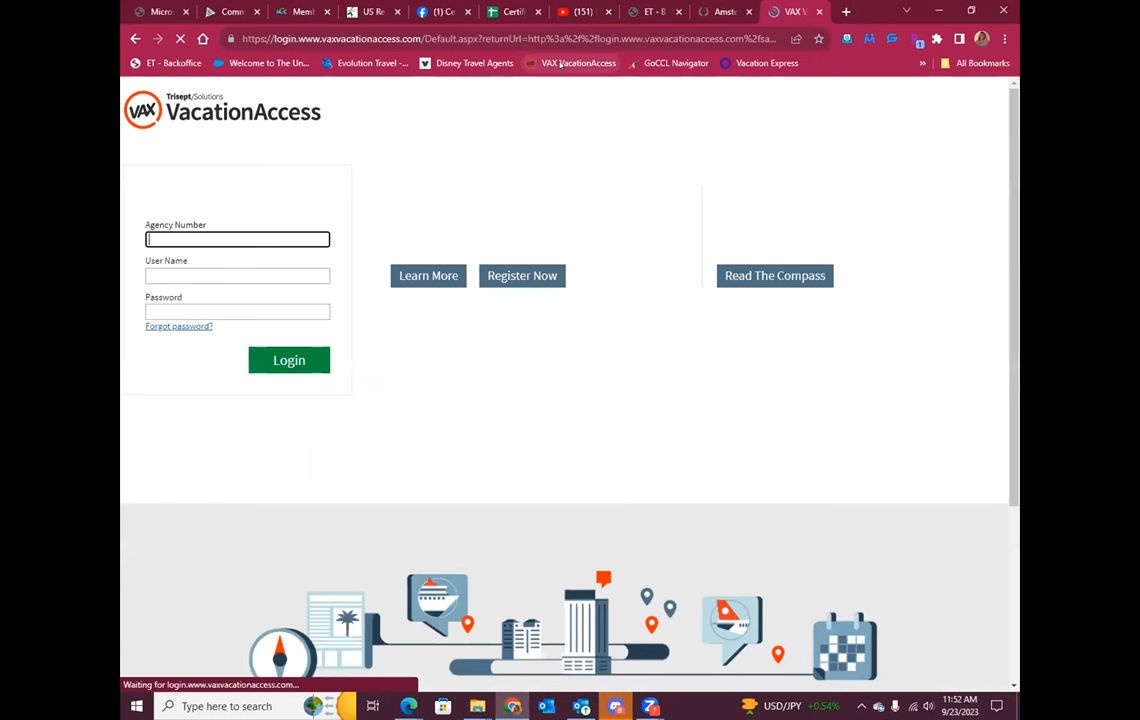 Micro
Comm
Memb
US Re
(1) Ce
Certifi
(151)
ET - B
Amste
VAX V
https://login.www.vaxvacationaccess.com/Default.aspx?returnUrl=http%3a%2f%2flogin.www.vaxvacationaccess.com%2fsa...
ET - Backoffice
Welcome to The Un...
Evolution Travel -...
Disney Travel Agents
VAX VacationAccess
GoCCL Navigator
Vacation Express
»
All Bookmarks
Trisept/Solutions
VAX VacationAccess
Agency Number
User Name
Password
Forgot password?
Login
Learn More
Register Now
Read The Compass
Waiting for login.www.vaxvacationaccess.com...
Type here to search
USD/JPY +0.54%
11:52 AM
9/23/2023